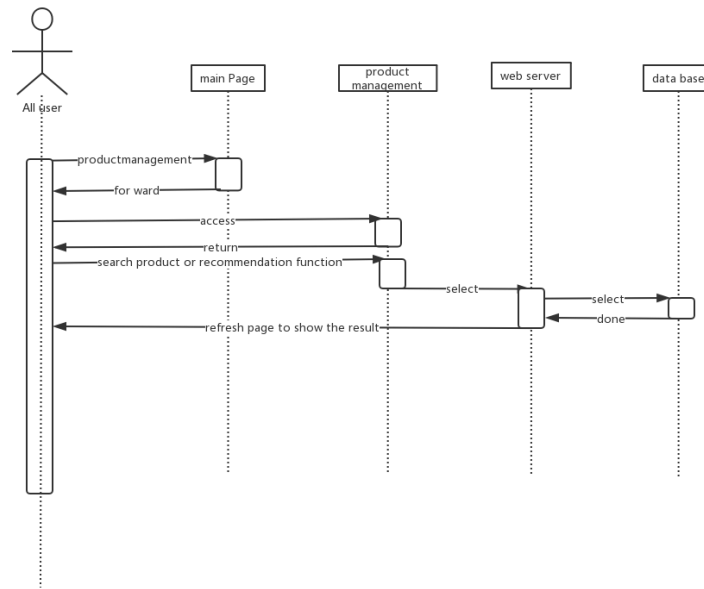 All user
main Page
product
management
web server
data base
productmanagement
for ward
access
return
search product or recommendation function
select
select
done
refresh page to show the result